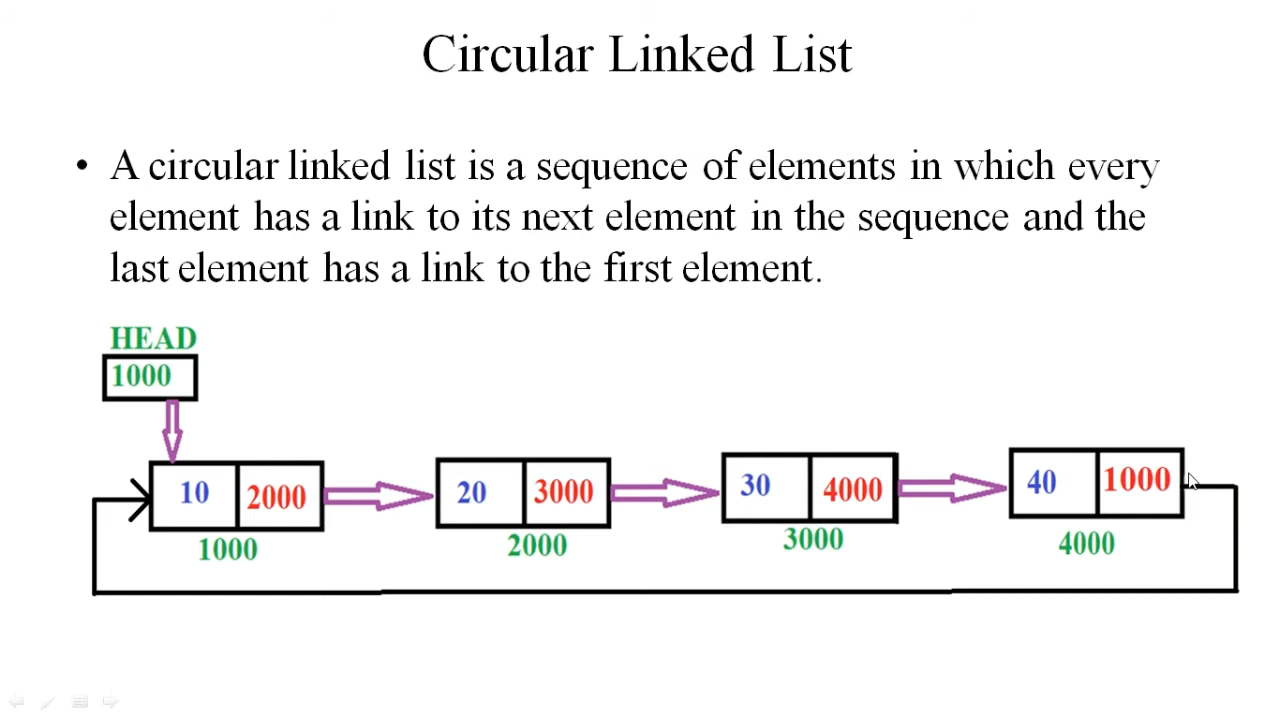 Circular Linked List
• A circular linked list is a sequence of elements in which every
element has a link to its next element in the sequence and the
last element has a link to the first element.
HEAD
1000
10 2000 20 3000 30 4000 40 1000
1000 2000 3000 4000